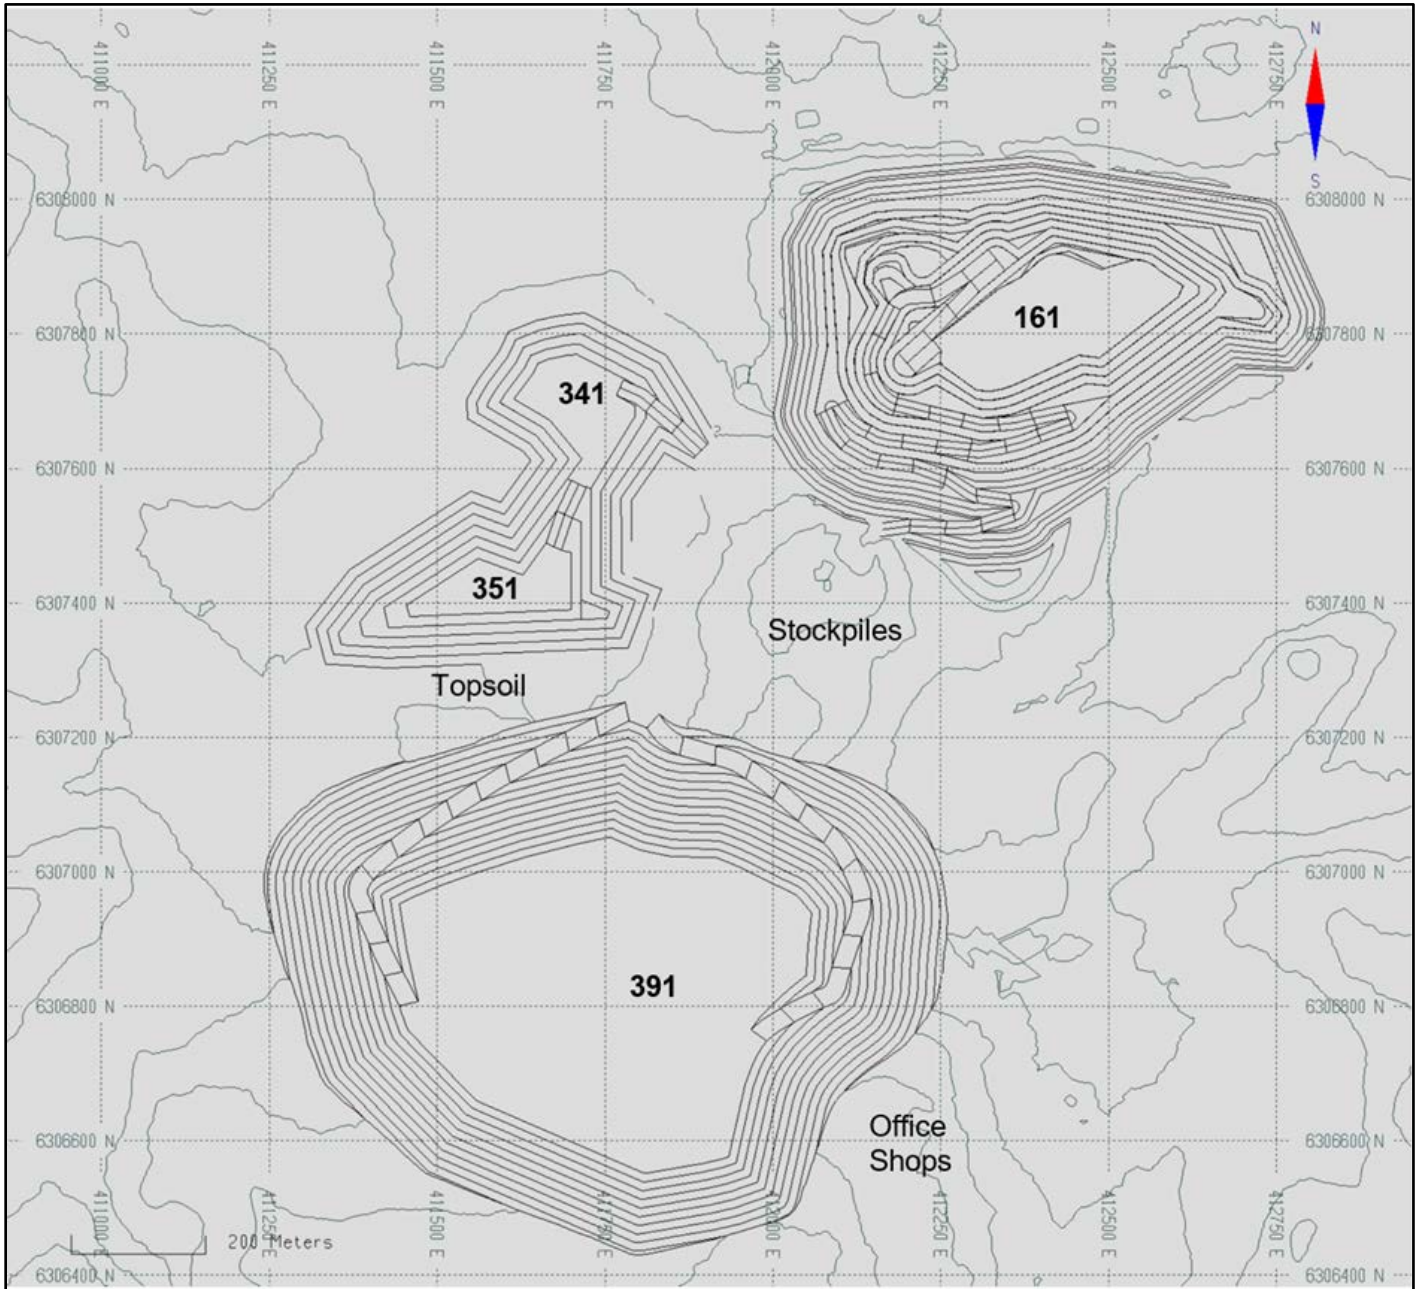 N
411000 E
411250 E
411500 E
411750 E
412000 E
412250 E
412500 E
412750 E
S
6308000 N
6308000 N
161
6307800 N
6307800 N
341
6307600 N
6307600 N
351
6307400 N
6307400 N
Stockpiles
Topsoil
6307200 N
6307200 N
6307000 N
6307000 N
391
6306800 N
6306800 N
Office
Shops
6306600 N
6306600 N
411000 E
411250 E
411500 E
411750 E
412000 E
412250 E
412500 E
412750 E
200 Meters
6306400 N
6306400 N